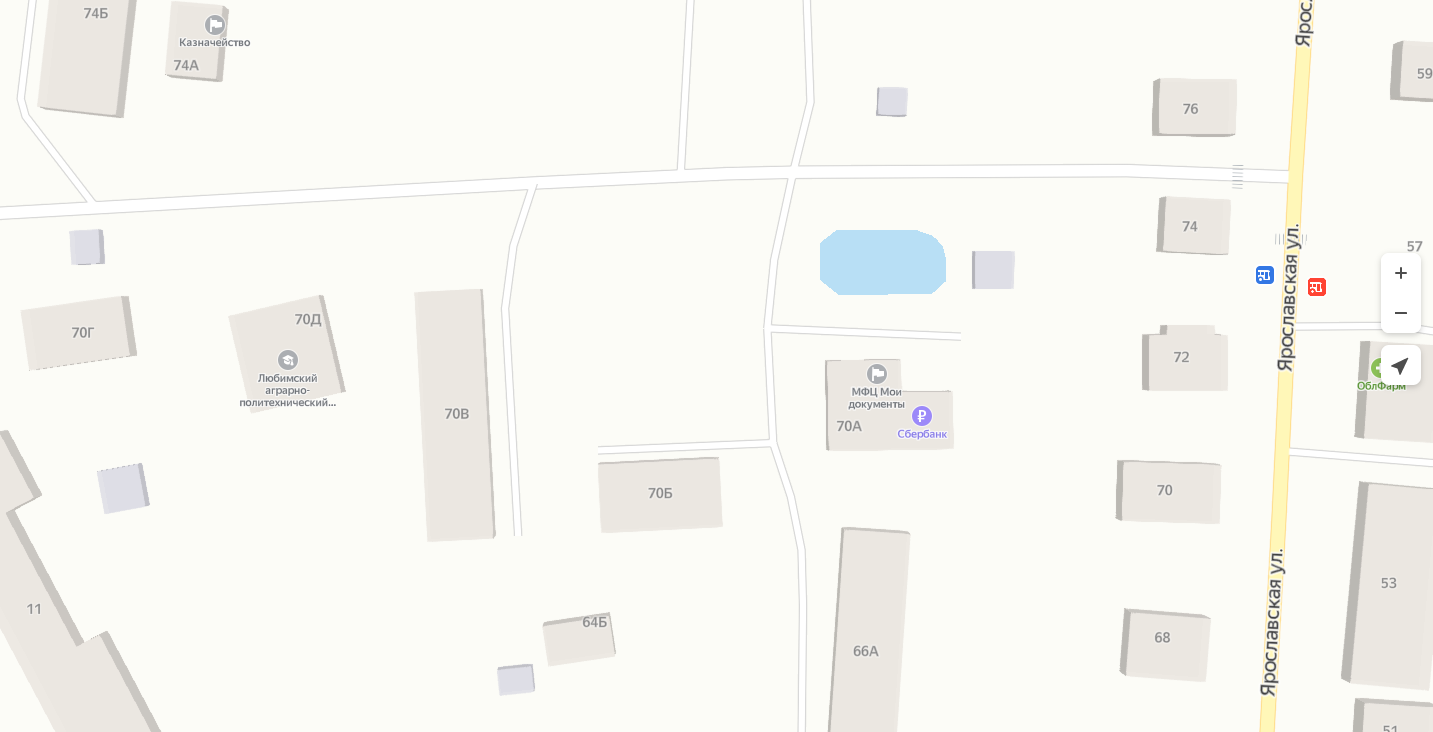 74Б
Казначейство
74А
Яросл
76
59
74
Ярославская ул.
57
70Г
70Д
Любимский
аграрно-
политехнический...
70В
МФЦ Мои
документы
70А
Сбербанк
72
ОблФарм
70Б
70
53
11
64Б
66А
68
Ярославская ул.
51